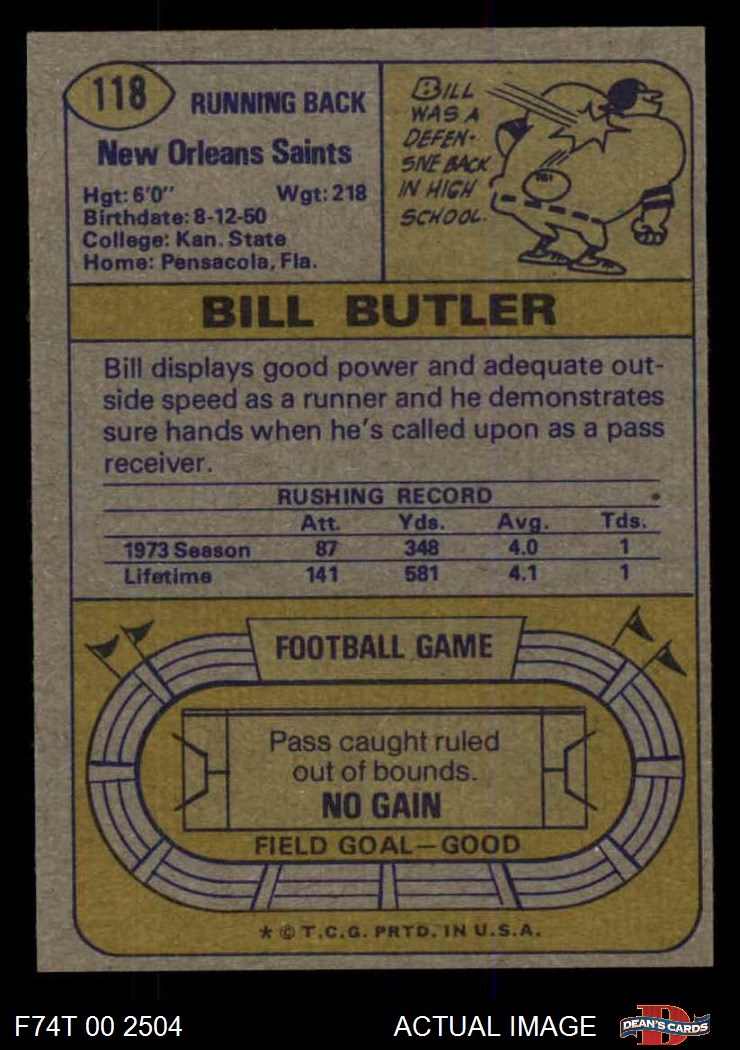 118
RUNNING BACK
New Orleans Saints
Hgt: 6'0" Wgt: 218
Birthdate: 8-12-50
College: Kan. State
Home: Pensacola, Fla.
BILL
WAS A
DEFEN-
SIVE BACK
IN HIGH
SCHOOL.
BILL BUTLER
Bill displays good power and adequate out-
side speed as a runner and he demonstrates
sure hands when he's called upon as a pass
receiver.
RUSHING RECORD
Att. Yds. Avg. Tds.
1973 Season 87 348 4.0 1
Lifetime 141 581 4.1 1
FOOTBALL GAME
Pass caught ruled
out of bounds.
NO GAIN
FIELD GOAL—GOOD
* © T.C.G. PRTD. IN U.S.A.
F74T 00 2504 ACTUAL IMAGE
D
DEAN'S CARDS